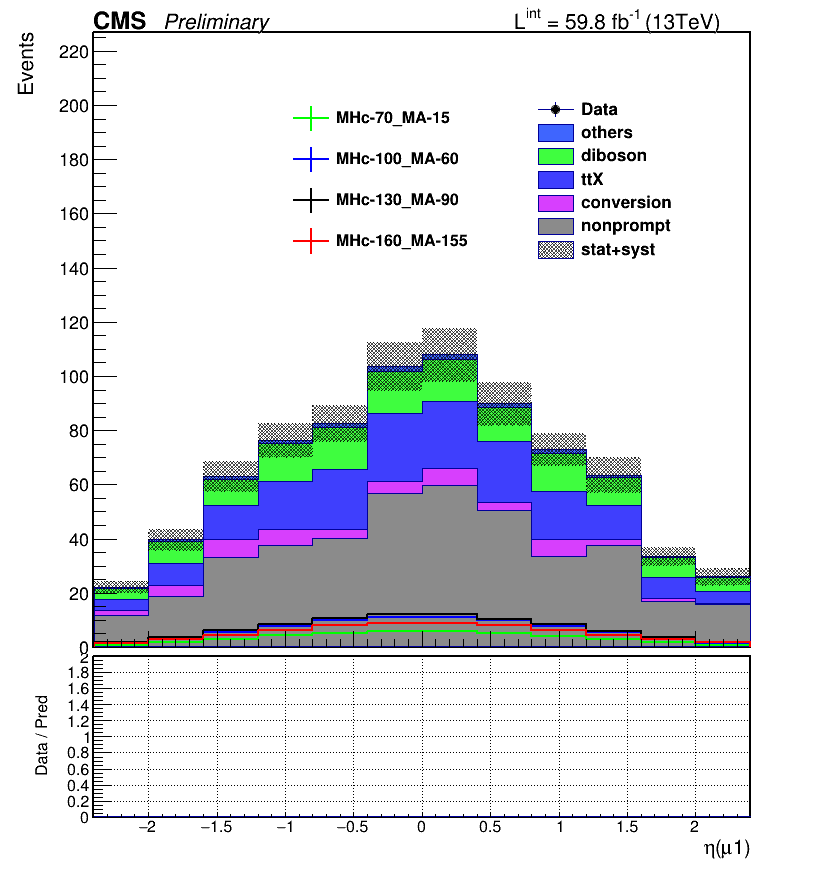 CMS Preliminary L^int = 59.8 fb^-1 (13TeV)
Events
220
200
180
160
140
120
100
80
60
40
20
0
MHc-70_MA-15
MHc-100_MA-60
MHc-130_MA-90
MHc-160_MA-155
Data
others
diboson
ttX
conversion
nonprompt
stat+syst
Data / Pred
2
1.8
1.6
1.4
1.2
1
0.8
0.6
0.4
0.2
0
−2 −1.5 −1 −0.5 0 0.5 1 1.5 2
η(μ1)